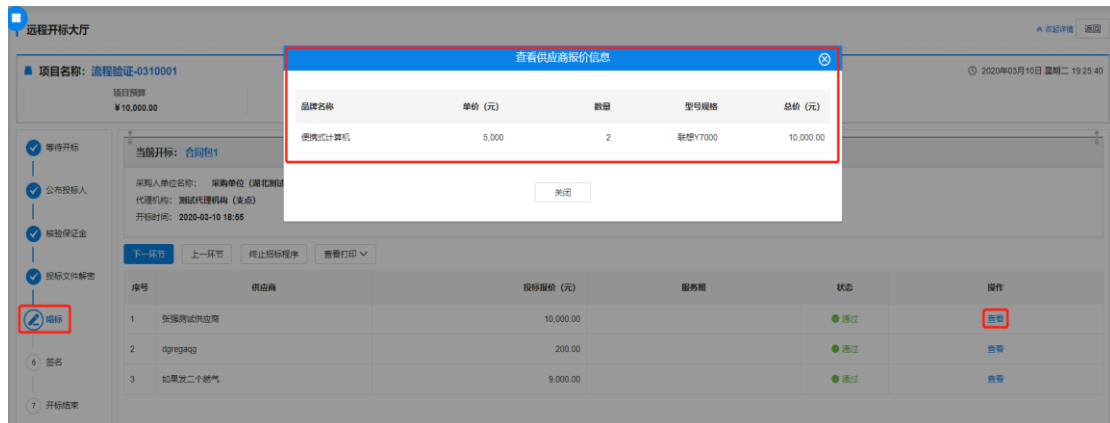 远程开标大厅
收起详情 返回
项目名称：流程验证-0310001
2020年03月10日 星期二 19:25:40
项目预算
¥10,000.00
查看供应商报价信息
品牌名称 单价（元） 数量 型号规格 总价（元）
便携式计算机 5,000 2 联想Y7000 10,000.00
关闭
等待开标
公布投标人
核验保证金
投标文件解密
唱标
6 签名
7 开标结束
当前开标：合同包1
采购人单位名称： 采购单位（湖北测试
代理机构：测试代理机构（支点）
开标时间：2020-03-10 18:55
下一环节 上一环节 终止招标程序 查看打印
序号 供应商 投标报价（元） 服务期 状态 操作
1 张强测试供应商 10,000.00 通过 查看
2 dgregaqg 200.00 通过 查看
3 如果发二个燃气 9,000.00 通过 查看